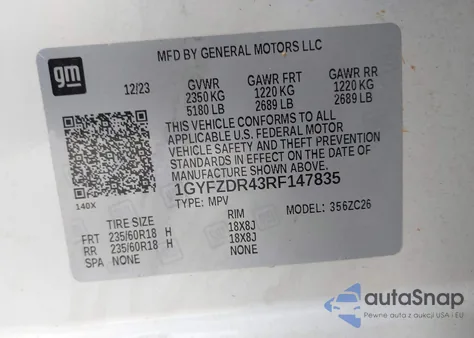 MFD BY GENERAL MOTORS LLC
gm
12/23
GVWR GAWR FRT GAWR RR
2350 KG 1220 KG 1220 KG
5180 LB 2689 LB 2689 LB
THIS VEHICLE CONFORMS TO ALL
APPLICABLE U.S. FEDERAL MOTOR
VEHICLE SAFETY AND THEFT
PREVENTION STANDARDS IN EFFECT ON
THE DATE OF MANUFACTURE SHOWN ABOVE.
1GYFZDR43RF147835
140X
TYPE: MPV MODEL: 356ZC26
TIRE SIZE RIM
FRT 235/60R18 H 18X8J
RR 235/60R18 H 18X8J
SPA NONE NONE
autoSnap
Pewne auta z aukcji USA i EU